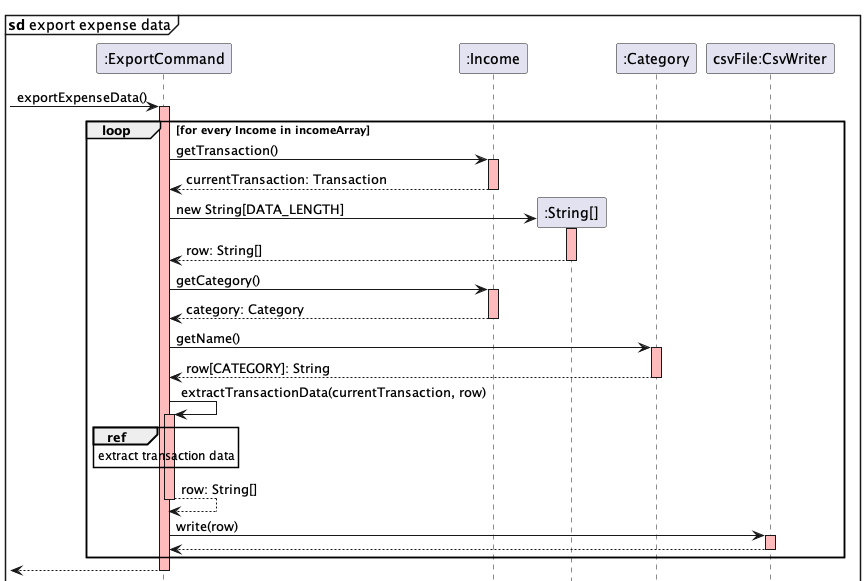 sd export expense data
:ExportCommand
:Income
:Category
csvFile:CsvWriter
exportExpenseData()
loop
[for every Income in incomeArray]
getTransaction()
currentTransaction: Transaction
new String[DATA_LENGTH]
:String[]
row: String[]
getCategory()
category: Category
getName()
row[CATEGORY]: String
extractTransactionData(currentTransaction, row)
ref
extract transaction data
row: String[]
write(row)